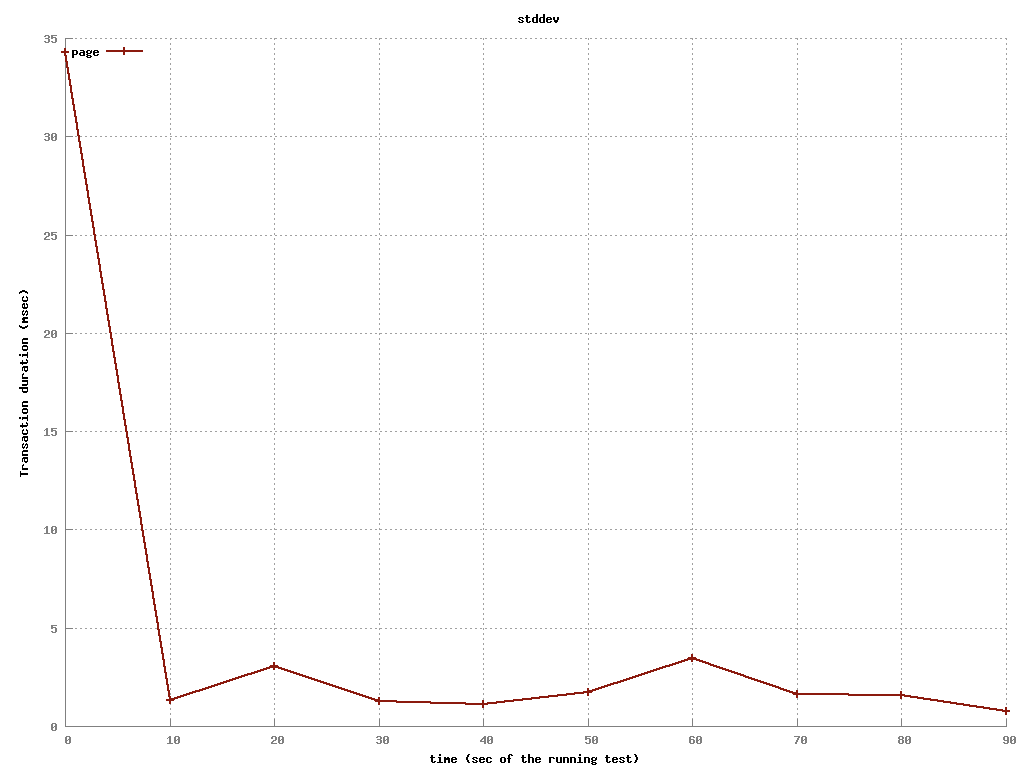 stddev
35
page
30
25
20
15
10
5
0
Transaction duration (msec)
0 10 20 30 40 50 60 70 80 90
time (sec of the running test)